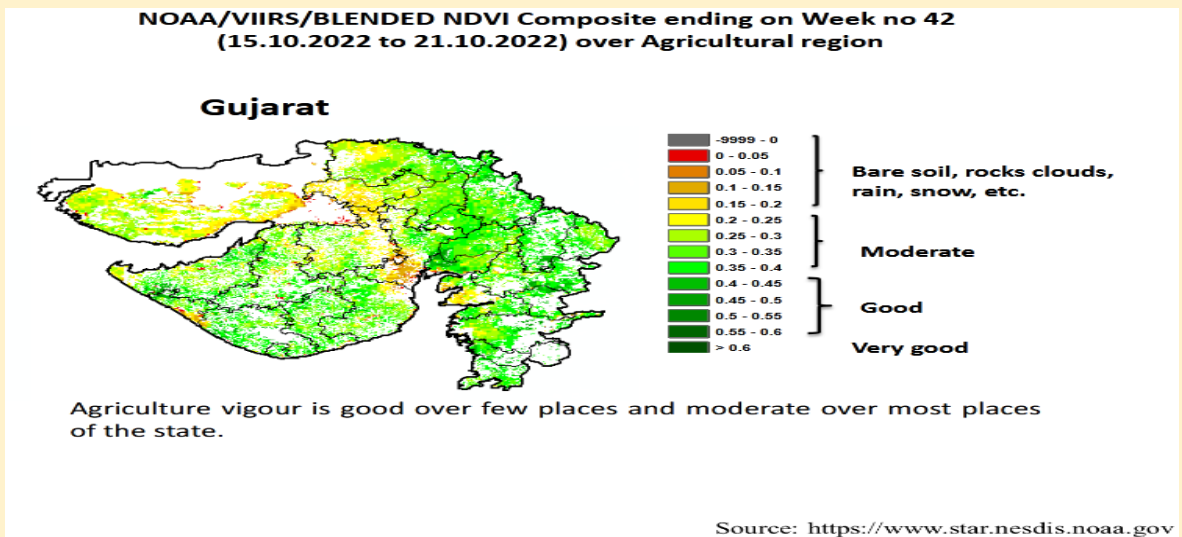 NOAA/VIIRS/BLENDED NDVI Composite ending on Week no 42
(15.10.2022 to 21.10.2022) over Agricultural region
Gujarat
-9999 - 0
0 - 0.05
0.05 - 0.1
0.1 - 0.15
0.15 - 0.2
0.2 - 0.25
0.25 - 0.3
0.3 - 0.35
0.35 - 0.4
0.4 - 0.45
0.45 - 0.5
0.5 - 0.55
0.55 - 0.6
> 0.6
Bare soil, rocks clouds,
rain, snow, etc.
Moderate
Good
Very good
Agriculture vigour is good over few places and moderate over most places
of the state.
Source: https://www.star.nesdis.noaa.gov